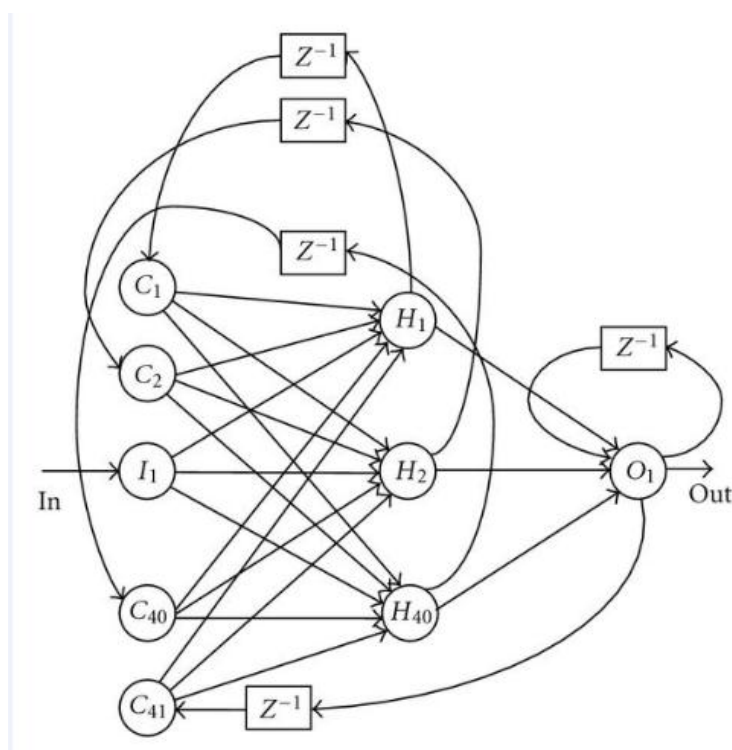 Z⁻¹
Z⁻¹
Z⁻¹
C₁
H₁
Z⁻¹
C₂
In
I₁
H₂
O₁
Out
C₄₀
H₄₀
C₄₁
Z⁻¹